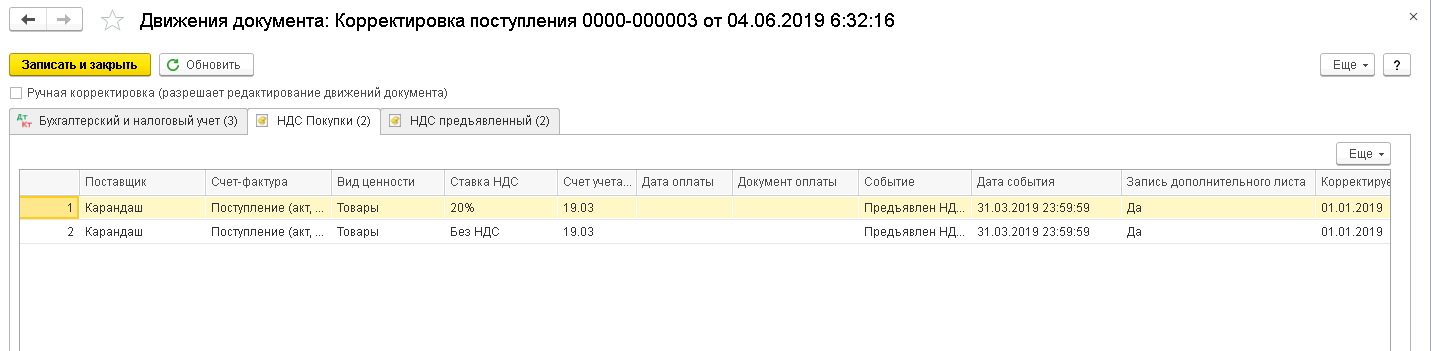 Движения документа: Корректировка поступления 0000-000003 от 04.06.2019 6:32:16
Записать и закрыть Обновить Еще ?
Ручная корректировка (разрешает редактирование движений документа)
Дт Кт Бухгалтерский и налоговый учет (3) НДС Покупки (2) НДС предъявленный (2)
Еще
Поставщик Счет-фактура Вид ценности Ставка НДС Счет учета... Дата оплаты Документ оплаты Событие Дата события Запись дополнительного листа Корректируе
1 Карандаш Поступление (акт, ... Товары 20% 19.03 Предъявлен НД... 31.03.2019 23:59:59 Да 01.01.2019
2 Карандаш Поступление (акт, ... Товары Без НДС 19.03 Предъявлен НД... 31.03.2019 23:59:59 Да 01.01.2019